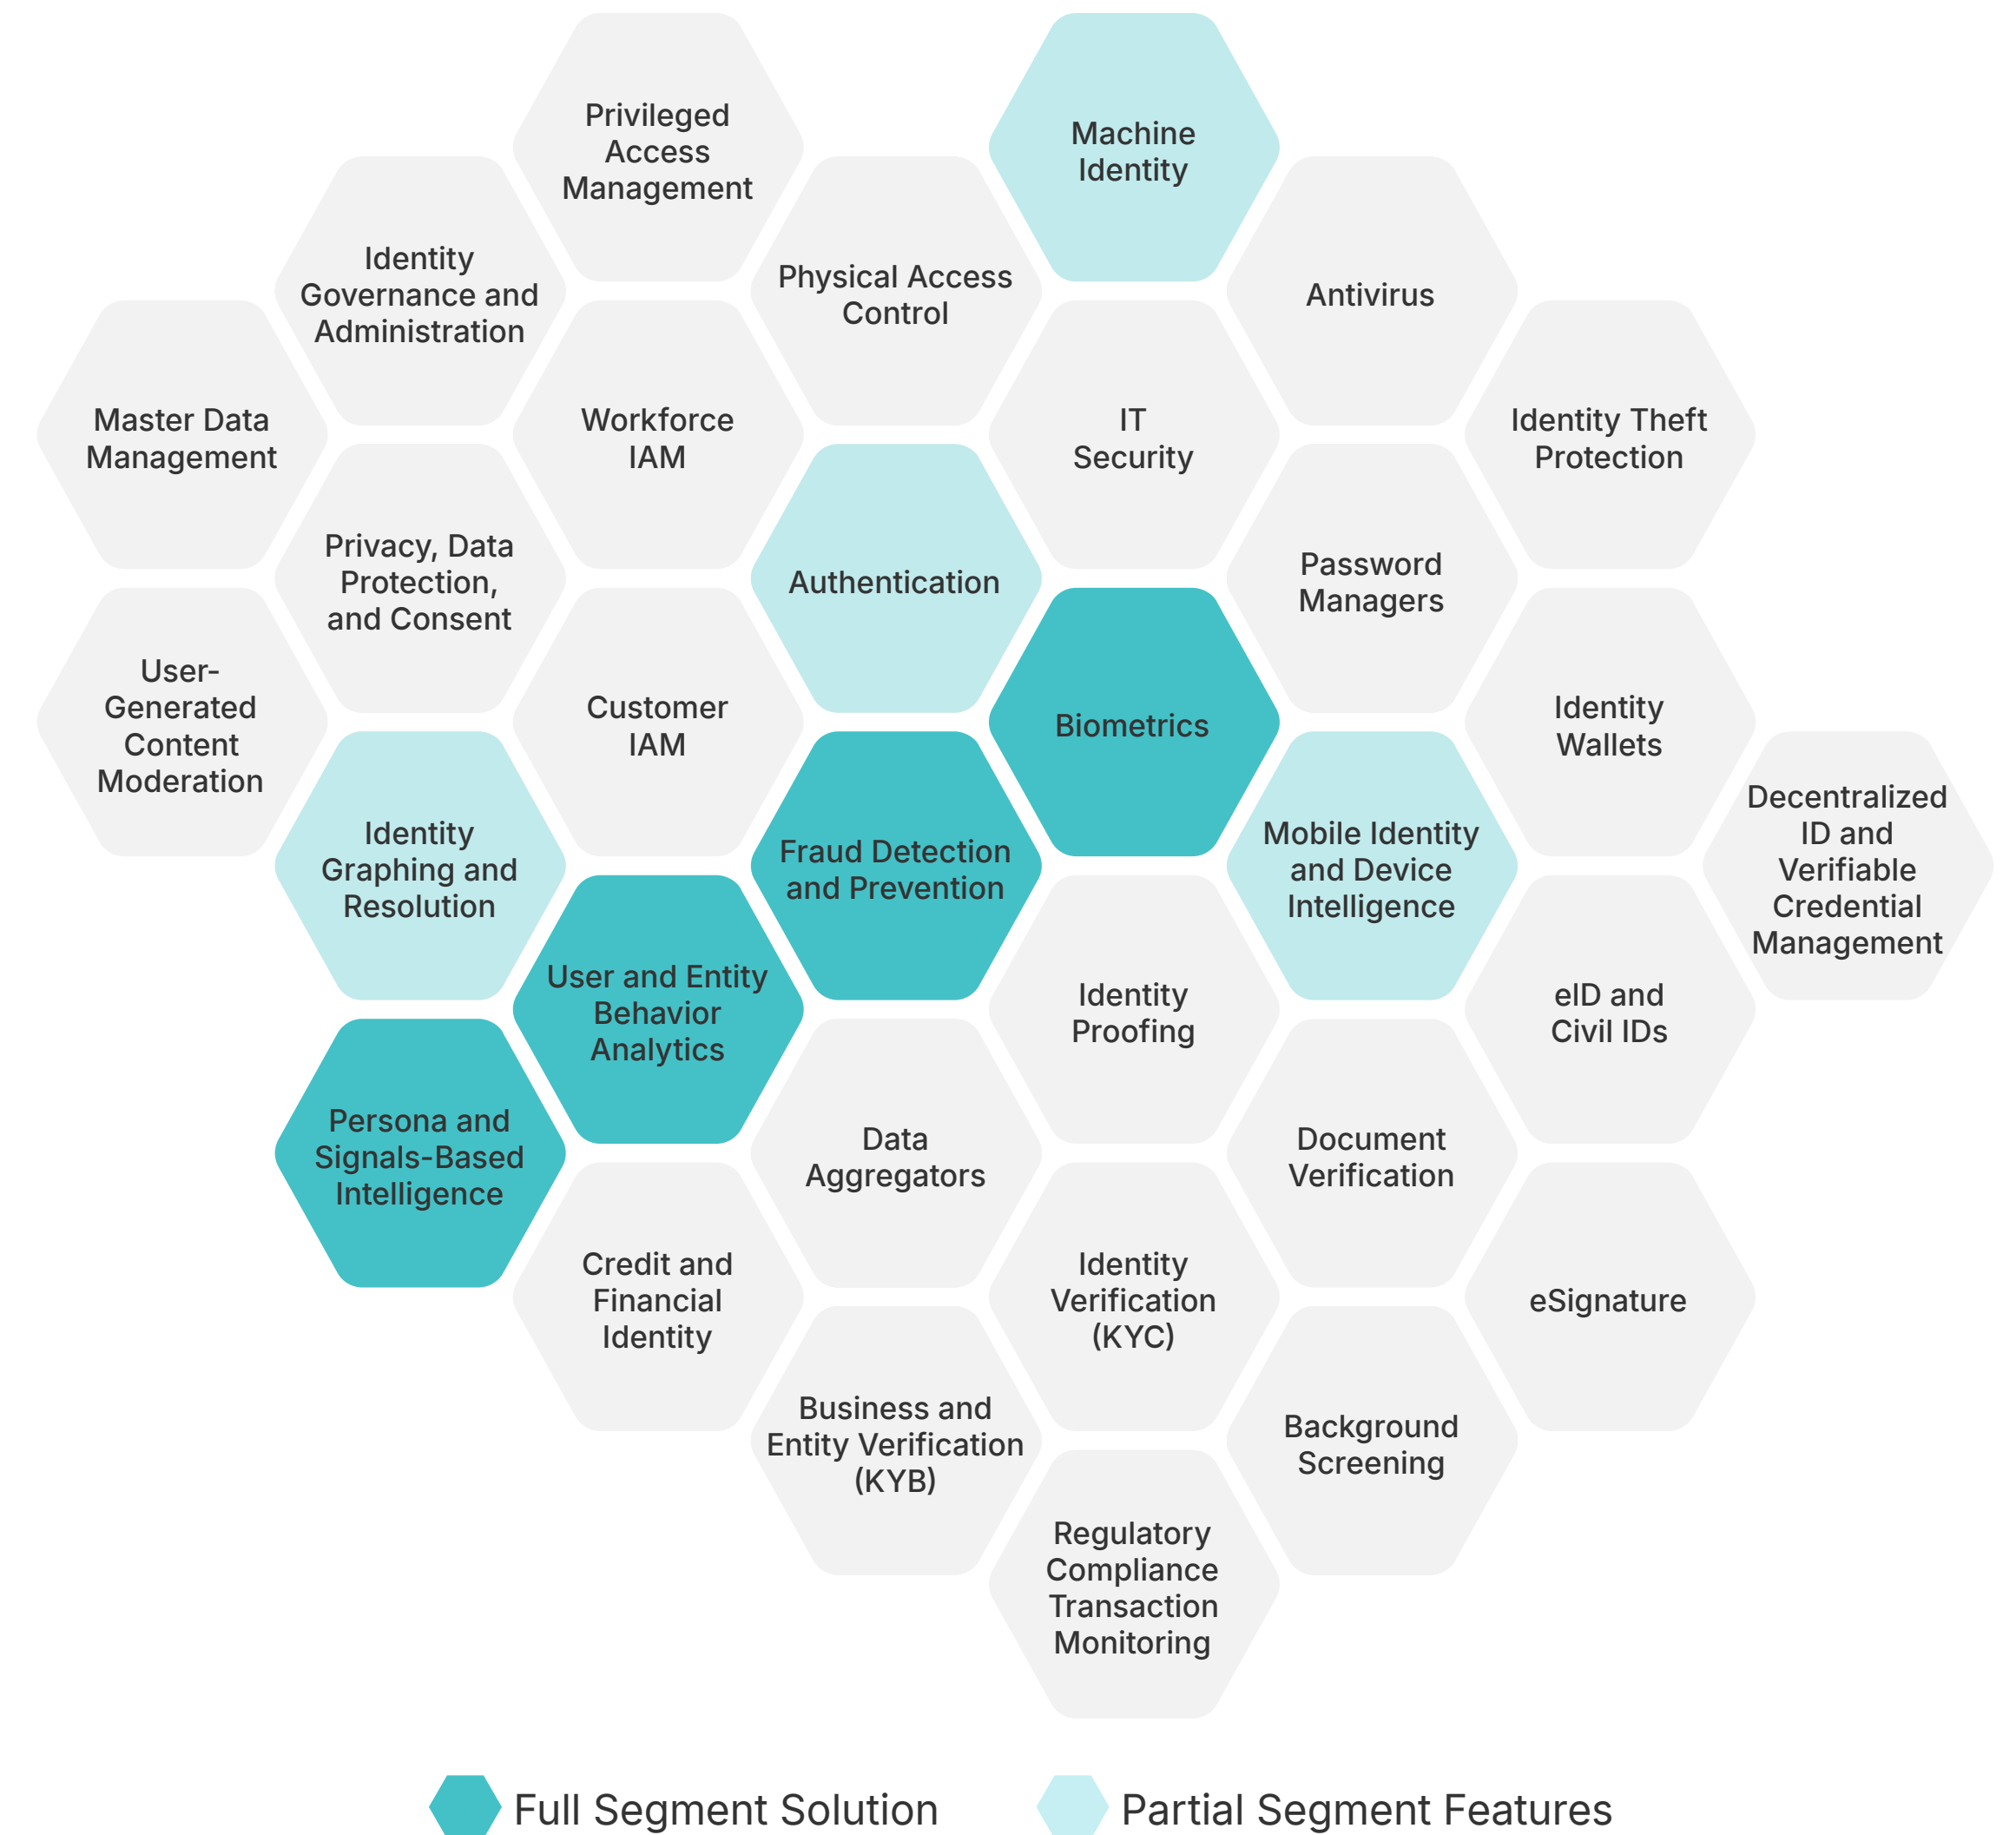 Privileged
Access
Management
Machine
Identity
Identity
Governance and
Administration
Physical Access
Control
Antivirus
Master Data
Management
Workforce
IAM
IT
Security
Identity Theft
Protection
Privacy, Data
Protection,
and Consent
Authentication
Password
Managers
User-
Generated
Content
Moderation
Customer
IAM
Biometrics
Identity
Wallets
Identity
Graphing and
Resolution
Fraud Detection
and Prevention
Mobile Identity
and Device
Intelligence
Decentralized
ID and
Verifiable
Credential
Management
User and Entity
Behavior
Analytics
Identity
Proofing
eID and
Civil IDs
Persona and
Signals-Based
Intelligence
Data
Aggregators
Document
Verification
Credit and
Financial
Identity
Identity
Verification
(KYC)
eSignature
Business and
Entity Verification
(KYB)
Background
Screening
Regulatory
Compliance
Transaction
Monitoring
Full Segment Solution
Partial Segment Features